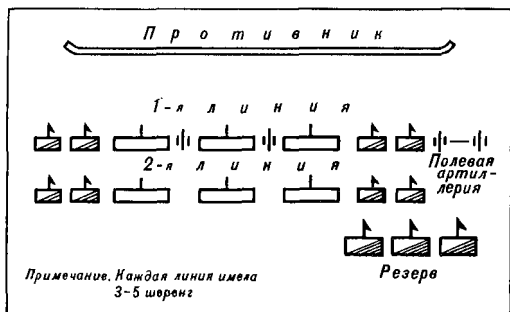 Противник
1-я линия
2-я линия
Полевая
артил-
лерия
Резерв
Примечание. Каждая линия имела
3-5 шеренг